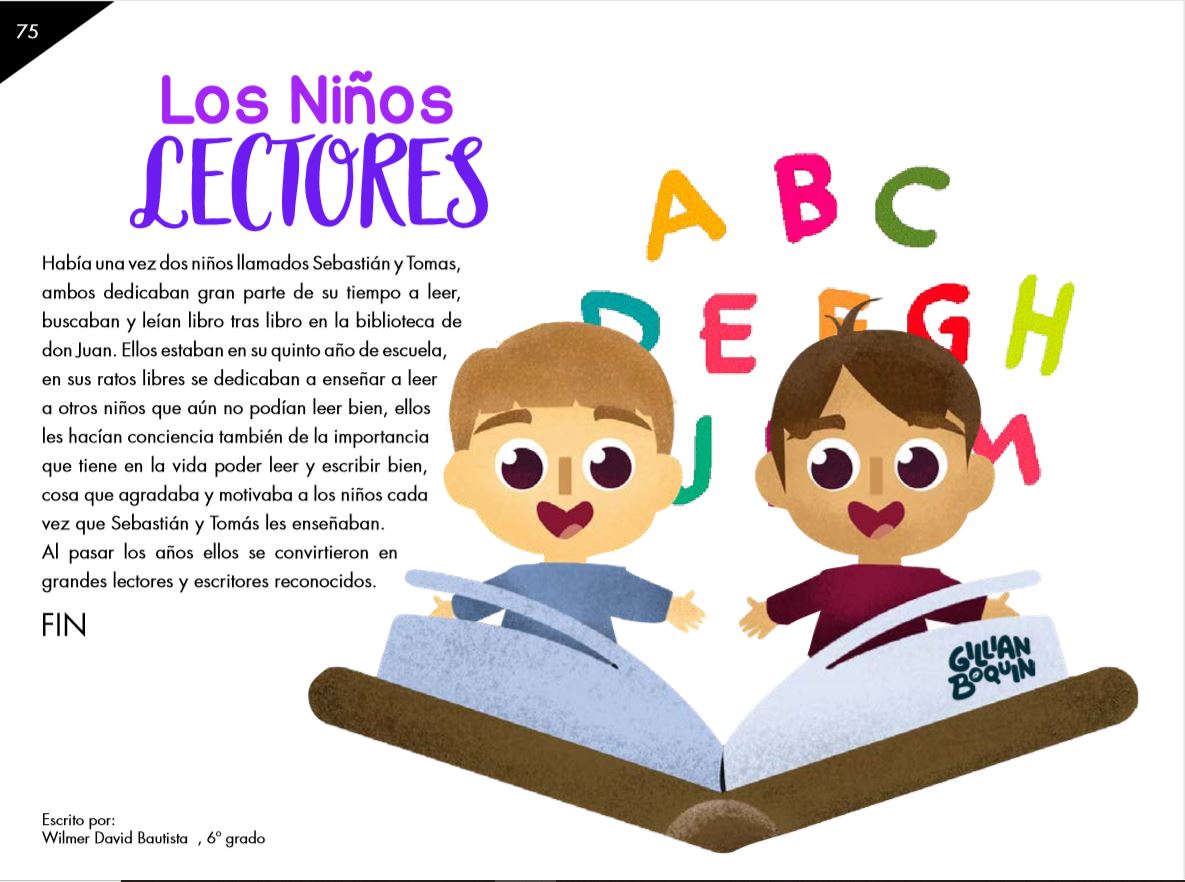 75
Los Niños
LECTORES
Había una vez dos niños llamados Sebastián y Tomas,
ambos dedicaban gran parte de su tiempo a leer,
buscaban y leían libro tras libro en la biblioteca de
don Juan. Ellos estaban en su quinto año de escuela,
en sus ratos libres se dedicaban a enseñar a leer
a otros niños que aún no podían leer bien, ellos
les hacían conciencia también de la importancia
que tiene en la vida poder leer y escribir bien,
cosa que agradaba y motivaba a los niños cada
vez que Sebastián y Tomás les enseñaban.
Al pasar los años ellos se convirtieron en
grandes lectores y escritores reconocidos.
FIN
Escrito por:
Wilmer David Bautista , 6º grado
A B C
D E F G H
J M
GILLIAN
BOQUIN